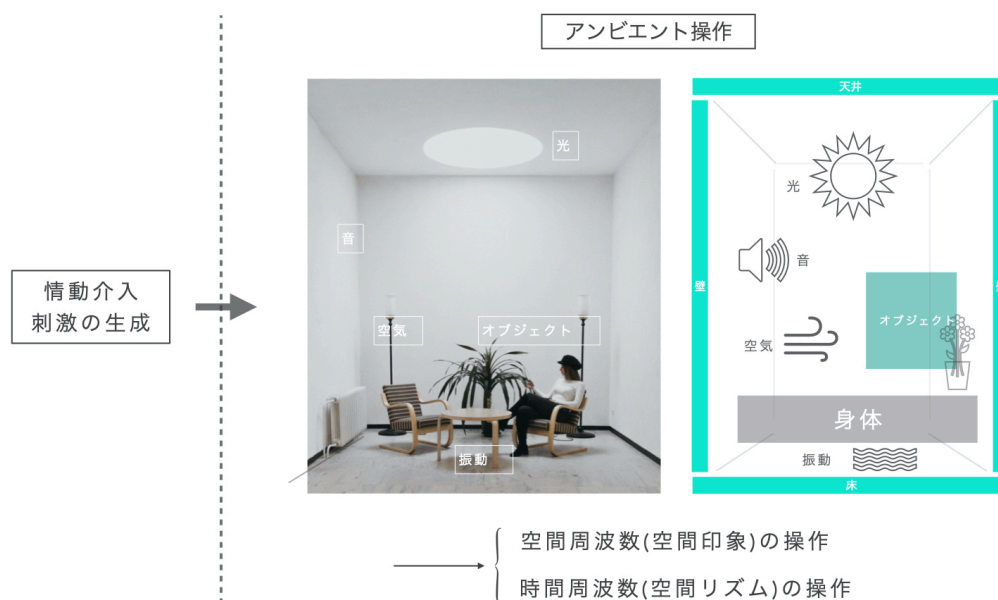 アンビエント操作
情動介入
刺激の生成
光
音
空気
オブジェクト
振動
天井
光
壁
音
オブジェクト
空気
身体
振動
床
空間周波数(空間印象)の操作
時間周波数(空間リズム)の操作